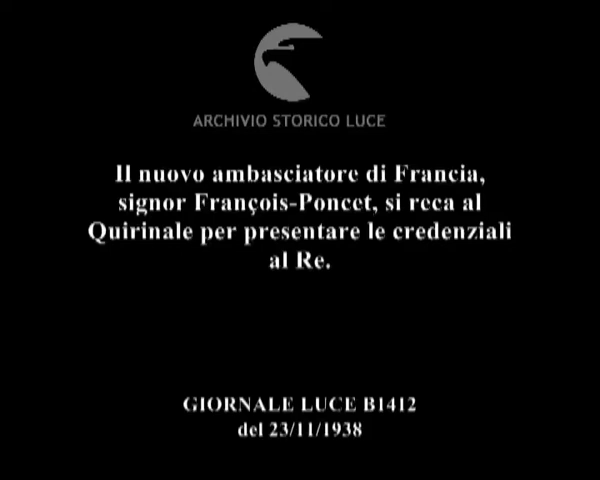 ARCHIVIO STORICO LUCE
Il nuovo ambasciatore di Francia,
signor François-Poncet, si reca al
Quirinale per presentare le credenziali
al Re.
GIORNALE LUCE B1412
del 23/11/1938